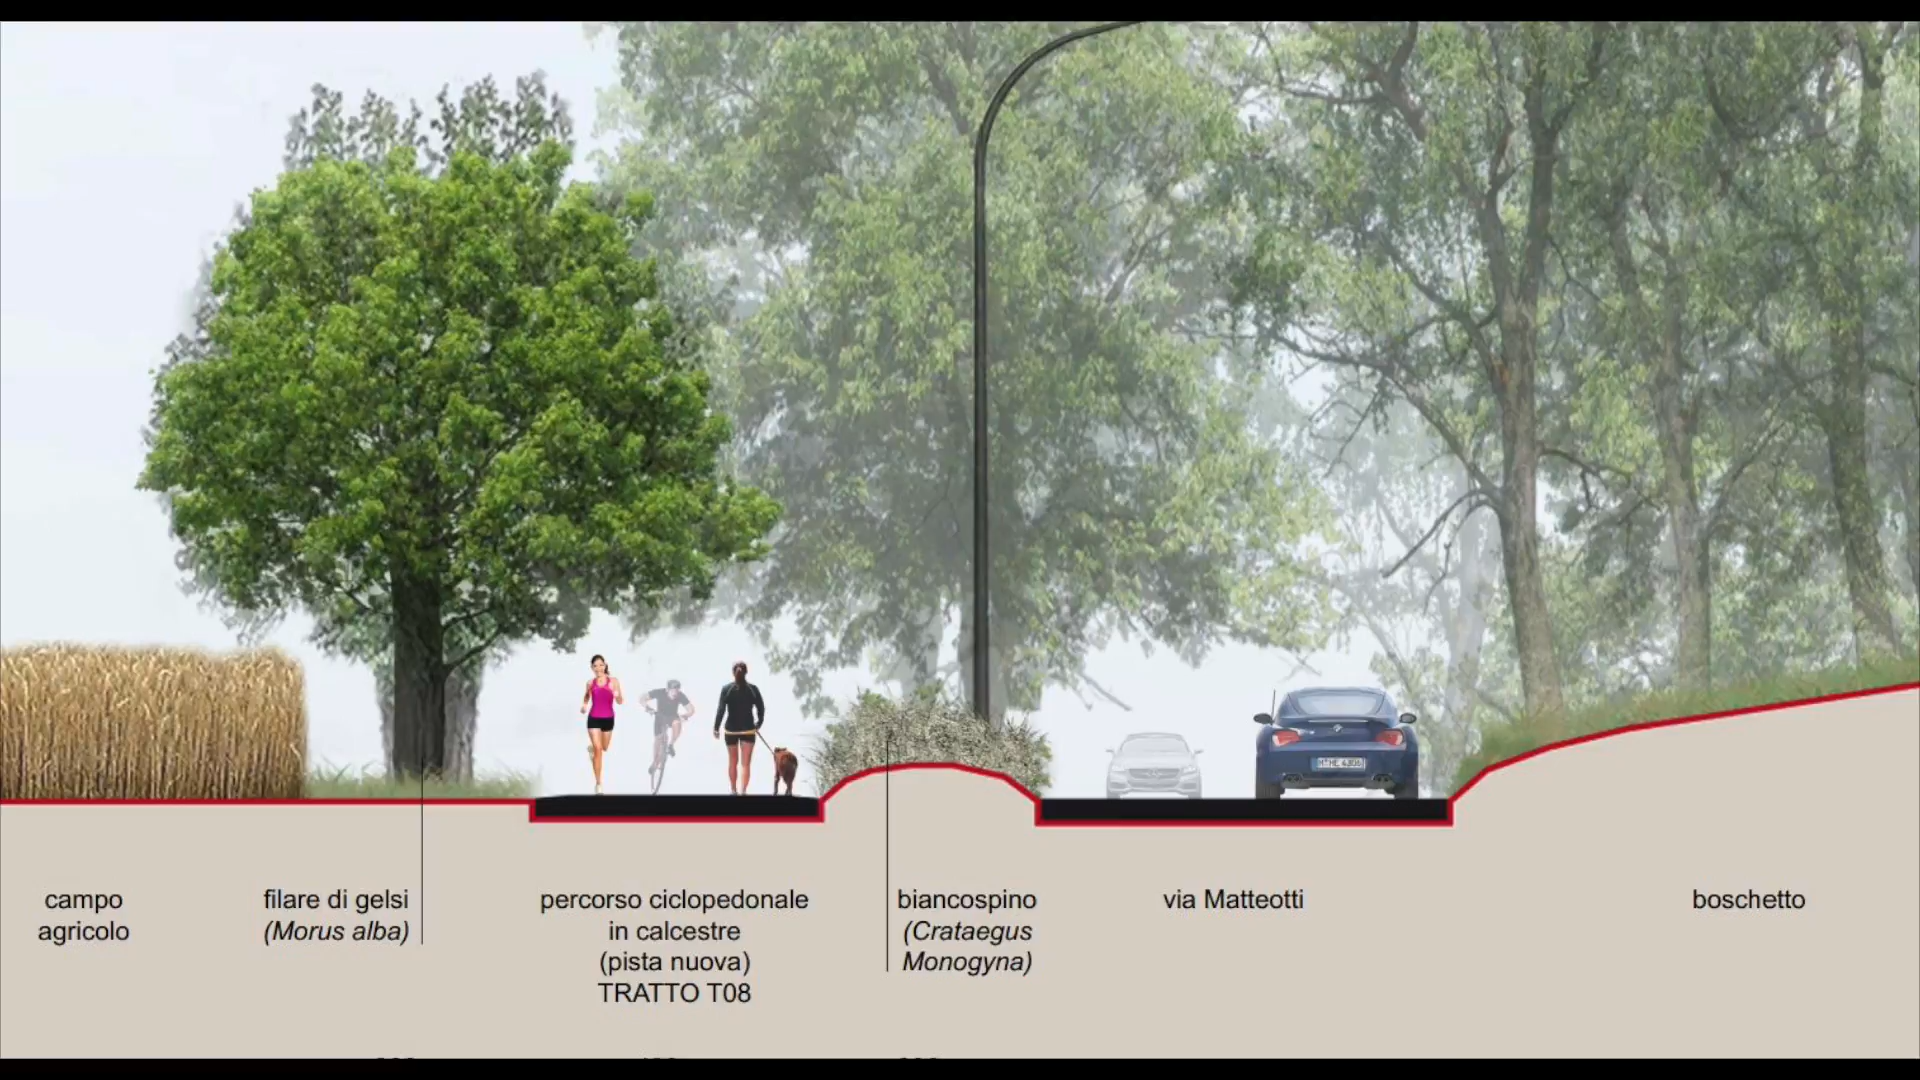 campo
agricolo
filare di gelsi
(Morus alba)
percorso ciclopedonale
in calcestre
(pista nuova)
TRATTO T08
biancospino
(Crataegus
Monogyna)
via Matteotti
boschetto